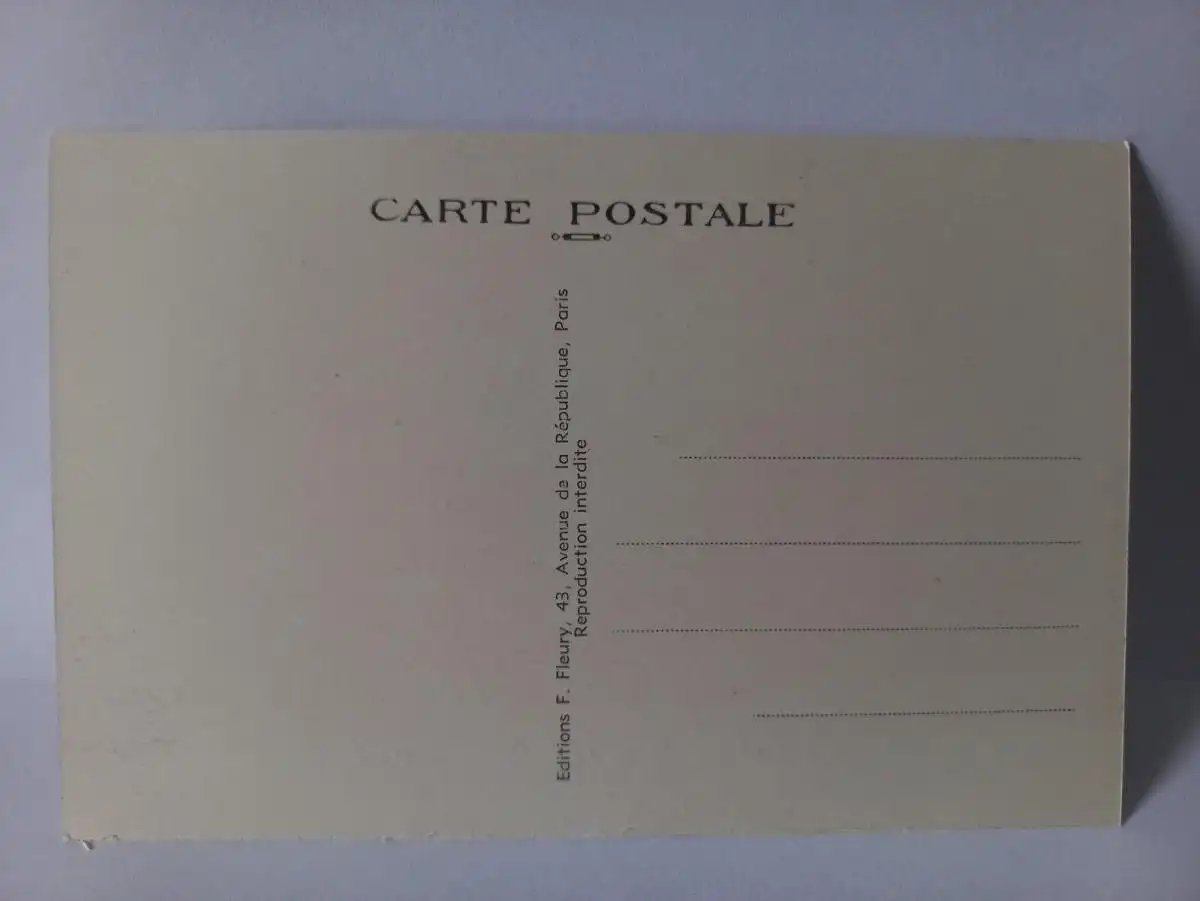 CARTE POSTALE
Editions F. Fleury, 43, Avenue de la République, Paris
Reproduction interdite